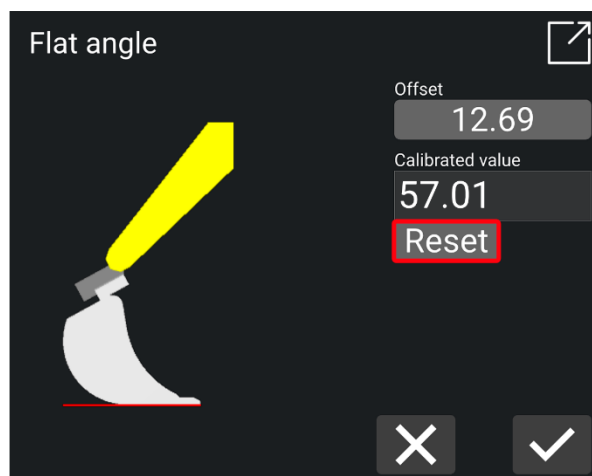 Flat angle
Offset
12.69
Calibrated value
57.01
Reset